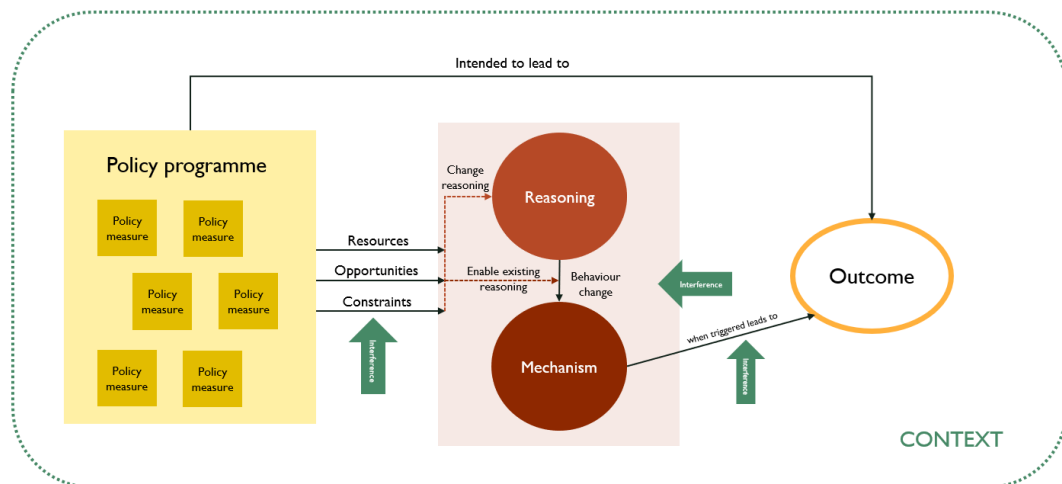 Intended to lead to
Policy programme
Policy
measure
Policy
measure
Policy
measure
Policy
measure
Policy
measure
Policy
measure
Resources
Opportunities
Constraints
Interference
Change
reasoning
Reasoning
Enable existing
reasoning
Behaviour
change
Mechanism
Interference
when triggered leads to
Interference
Outcome
CONTEXT